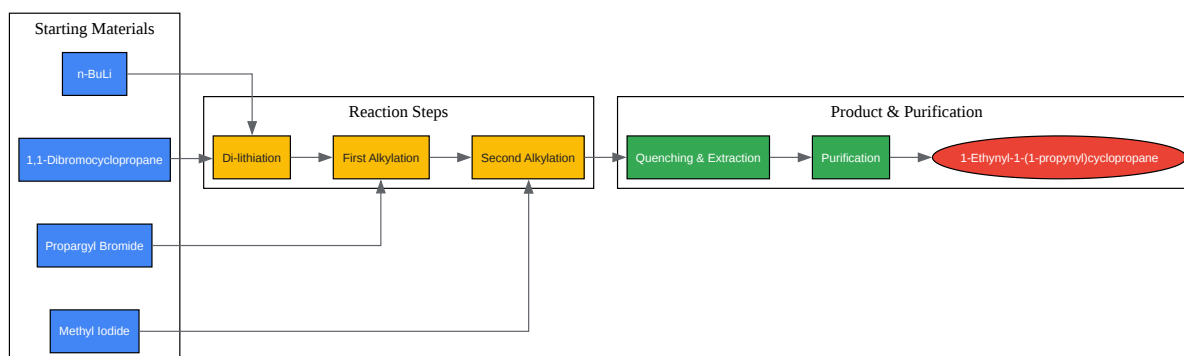 Starting Materials
n-BuLi
1,1-Dibromocyclopropane
Propargyl Bromide
Methyl Iodide
Reaction Steps
Di-lithiation
First Alkylation
Second Alkylation
Product & Purification
Quenching & Extraction
Purification
1-Ethynyl-1-(1-propynyl)cyclopropane